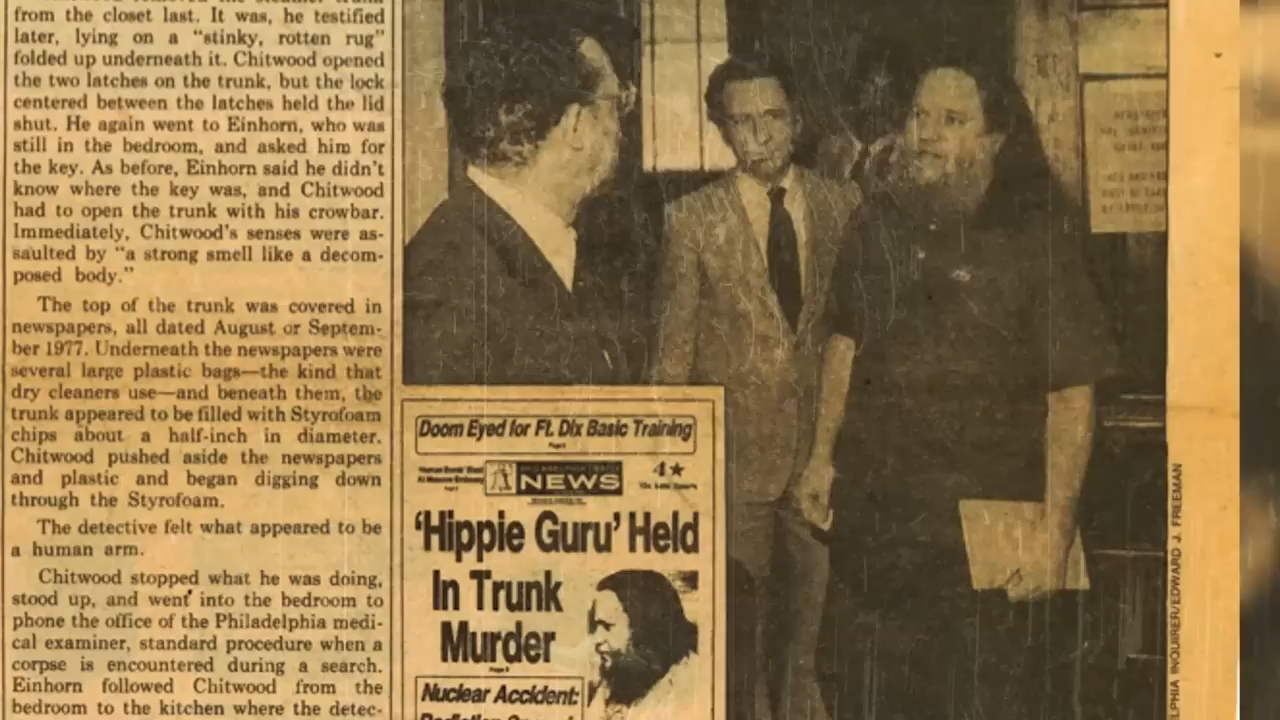 from the closet last. It was, he testified
later, lying on a “stinky, rotten rug”
folded up underneath it. Chitwood opened
the two latches on the trunk, but the lock
centered between the latches held the lid
shut. He again went to Einhorn, who was
still in the bedroom, and asked him for
the key. As before, Einhorn said he didn’t
know where the key was, and Chitwood
had to open the trunk with his crowbar.
Immediately, Chitwood’s senses were as-
saulted by “a strong smell like a decom-
posed body.”
The top of the trunk was covered in
newspapers, all dated August or Septem-
ber 1977. Underneath the newspapers were
several large plastic bags—the kind that
dry cleaners use—and beneath them, the
trunk appeared to be filled with Styrofoam
chips about a half-inch in diameter.
Chitwood pushed aside the newspapers
and plastic and began digging down
through the Styrofoam.
The detective felt what appeared to be
a human arm.
Chitwood stopped what he was doing,
stood up, and went into the bedroom to
phone the office of the Philadelphia medi-
cal examiner, standard procedure when a
corpse is encountered during a search.
Einhorn followed Chitwood from the
bedroom to the kitchen where the detec-
Doom Eyed for Ft. Dix Basic Training
PHILADELPHIA DAILY
NEWS
4★
‘Hippie Guru’ Held
In Trunk
Murder
Nuclear Accident:
ELPHIA INQUIRER/EDWARD J. FREEMAN